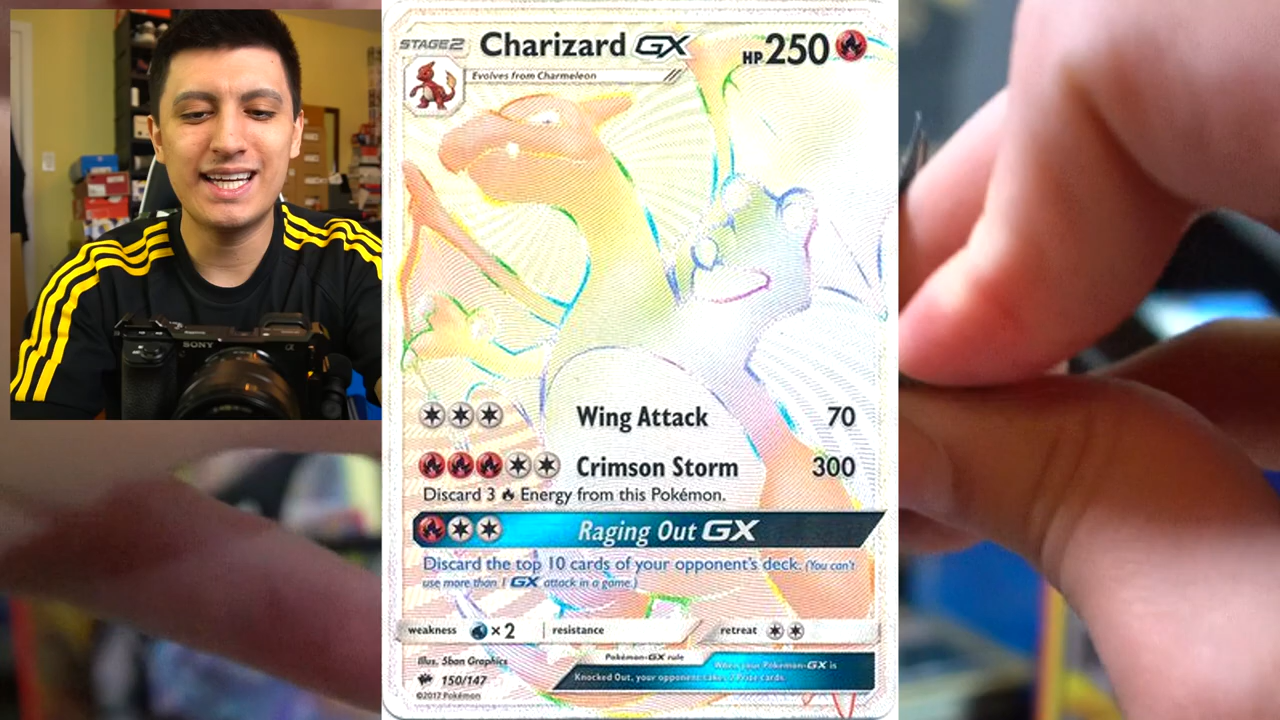 SONY
α
STAGE2 Charizard GX HP 250
Evolves from Charmeleon
Wing Attack 70
Crimson Storm 300
Discard 3 Energy from this Pokémon.
Raging Out GX
Discard the top 10 cards of your opponent's deck. (You can't
use more than 1 GX attack in a game.)
weakness ×2 resistance retreat
Illus. 5ban Graphics
150/147
©2017 Pokémon
Pokémon-GX rule
When your Pokémon-GX is
Knocked Out, your opponent takes 2 Prize cards.